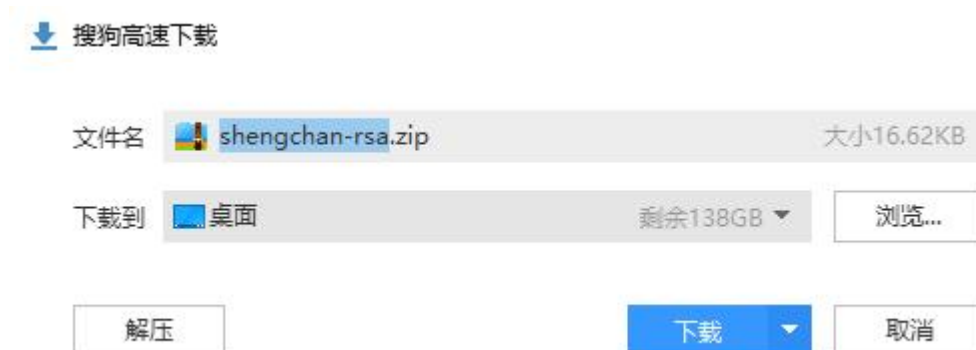 搜狗高速下载
文件名 shengchan-rsa.zip 大小16.62KB
下载到 桌面 剩余138GB 浏览...
解压 下载 取消